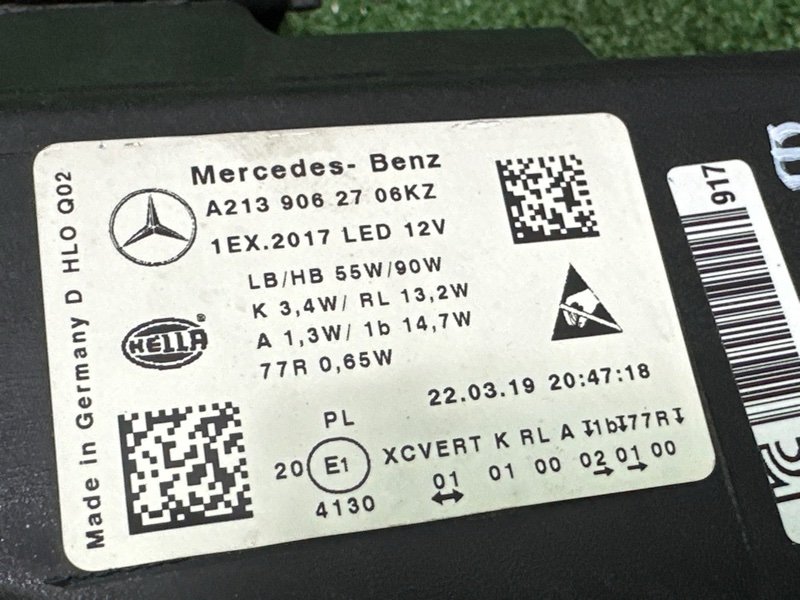 Mercedes- Benz
A213 906 27 06KZ
1EX.2017 LED 12V
LB/HB 55W/90W
K 3,4W/ RL 13,2W
A 1,3W/ 1b 14,7W
77R 0,65W
HELLA
22.03.19 20:47:18
PL
20 E1 XCVERT K RL A ↧1b↧77R↧
4130 01 01 00 02 01 00
Made in Germany D HLO Q02
917